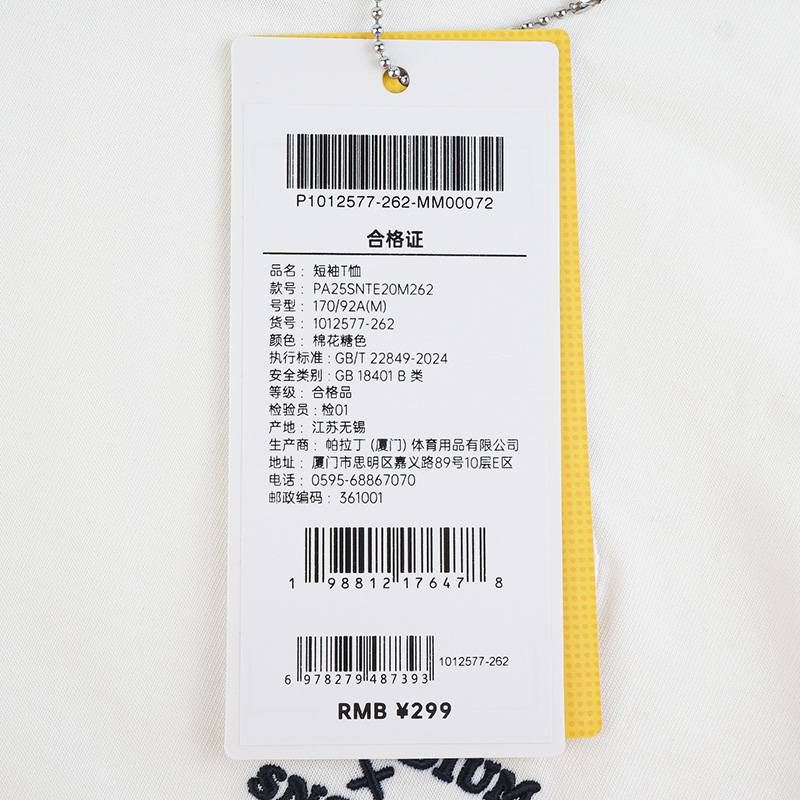 P1012577-262-MM00072
合格证
品名：短袖T恤
款号：PA25SNTE20M262
号型：170/92A(M)
货号：1012577-262
颜色：棉花糖色
执行标准：GB/T 22849-2024
安全类别：GB 18401 B 类
等级：合格品
检验员：检01
产地：江苏无锡
生产商：帕拉丁 (厦门) 体育用品有限公司
地址：厦门市思明区嘉义路89号10层E区
电话：0595-68867070
邮政编码：361001
1 98812 17647 8
1012577-262
6 978279 487393
RMB ¥299